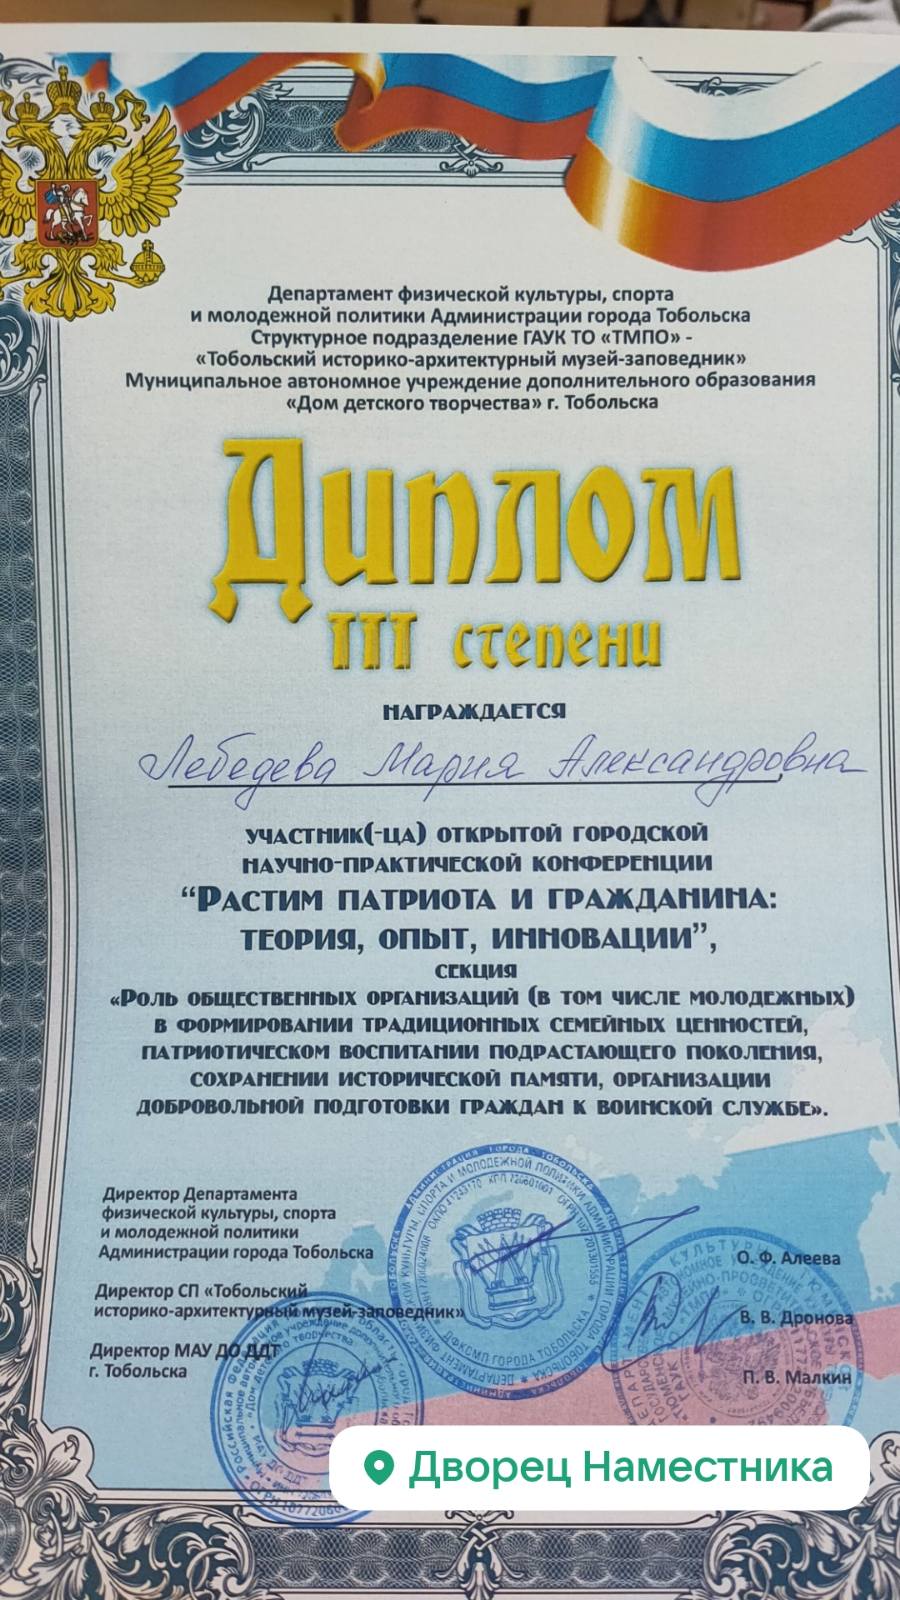 Департамент физической культуры, спорта
и молодежной политики Администрации города Тобольска
Структурное подразделение ГАУК ТО «ТМПО» -
«Тобольский историко-архитектурный музей-заповедник»
Муниципальное автономное учреждение дополнительного образования
«Дом детского творчества» г. Тобольска
Диплом
III степени
НАГРАЖДАЕТСЯ
Лебедева Мария Александровна
УЧАСТНИК(-ЦА) ОТКРЫТОЙ ГОРОДСКОЙ
НАУЧНО-ПРАКТИЧЕСКОЙ КОНФЕРЕНЦИИ
“РАСТИМ ПАТРИОТА И ГРАЖДАНИНА:
ТЕОРИЯ, ОПЫТ, ИННОВАЦИИ”,
СЕКЦИЯ
«РОЛЬ ОБЩЕСТВЕННЫХ ОРГАНИЗАЦИЙ (В ТОМ ЧИСЛЕ МОЛОДЕЖНЫХ)
В ФОРМИРОВАНИИ ТРАДИЦИОННЫХ СЕМЕЙНЫХ ЦЕННОСТЕЙ,
ПАТРИОТИЧЕСКОМ ВОСПИТАНИИ ПОДРАСТАЮЩЕГО ПОКОЛЕНИЯ,
СОХРАНЕНИИ ИСТОРИЧЕСКОЙ ПАМЯТИ, ОРГАНИЗАЦИИ
ДОБРОВОЛЬНОЙ ПОДГОТОВКИ ГРАЖДАН К ВОИНСКОЙ СЛУЖБЕ».
Директор Департамента
физической культуры, спорта
и молодежной политики
Администрации города Тобольска
О. Ф. Алеева
Директор СП «Тобольский
историко-архитектурный музей-заповедник»
В. В. Дронова
Директор МАУ ДО ДДТ
г. Тобольска
П. В. Малкин
ДФКСМП ГОРОДА ТОБОЛЬСКА
Дворец Наместника